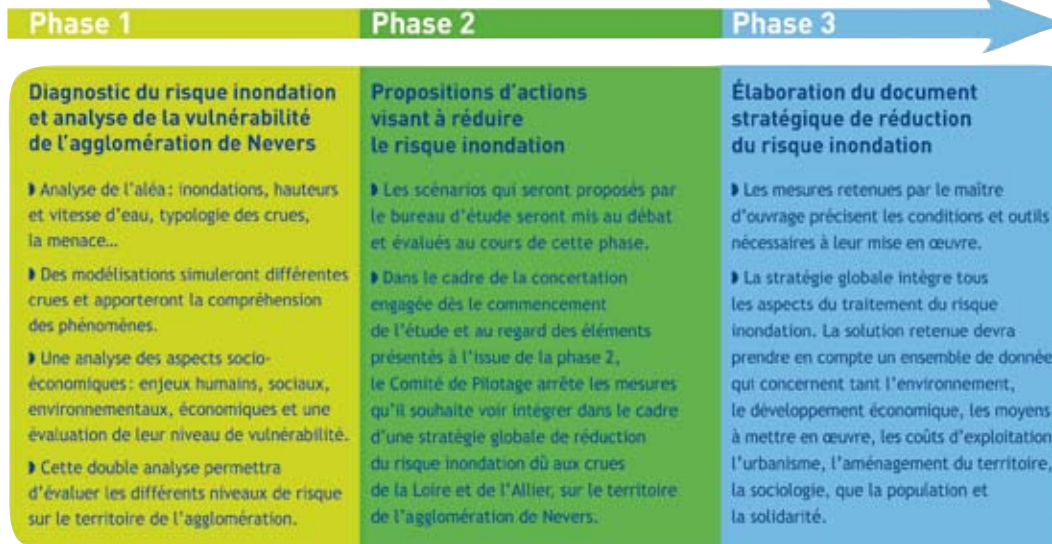 Phase 1
Phase 2
Phase 3
Diagnostic du risque inondation
et analyse de la vulnérabilité
de l'agglomération de Nevers
Analyse de l'aléa : inondations, hauteurs
et vitesse d'eau, typologie des crues,
la menace…
Des modélisations simuleront différentes
crues et apporteront la compréhension
des phénomènes.
Une analyse des aspects socio-
économiques : enjeux humains, sociaux,
environnementaux, économiques et une
évaluation de leur niveau de vulnérabilité.
Cette double analyse permettra
d'évaluer les différents niveaux de risque
sur le territoire de l'agglomération.
Propositions d'actions
visant à réduire
le risque inondation
Les scénarios qui seront proposés par
le bureau d'étude seront mis au débat
et évalués au cours de cette phase.
Dans le cadre de la concertation
engagée dès le commencement
de l'étude et au regard des éléments
présentés à l'issue de la phase 2,
le Comité de Pilotage arrête les mesures
qu'il souhaite voir intégrer dans le cadre
d'une stratégie globale de réduction
du risque inondation dû aux crues
de la Loire et de l'Allier, sur le territoire
de l'agglomération de Nevers.
Élaboration du document
stratégique de réduction
du risque inondation
Les mesures retenues par le maître
d'ouvrage précisent les conditions et outils
nécessaires à leur mise en œuvre.
La stratégie globale intègre tous
les aspects du traitement du risque
inondation. La solution retenue devra
prendre en compte un ensemble de donnée
qui concernent tant l'environnement,
le développement économique, les moyens
à mettre en œuvre, les coûts d'exploitation
l'urbanisme, l'aménagement du territoire,
la sociologie, que la population et
la solidarité.